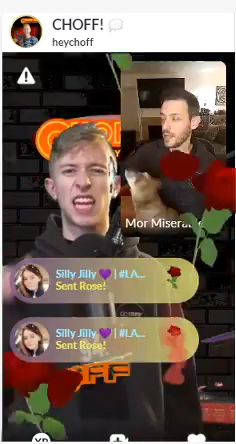 CHOFF! 💬
heychoff
Mor Miserable
Silly Jilly 💜 | #LA...
Sent Rose!
Silly Jilly 💜 | #LA...
Sent Rose!